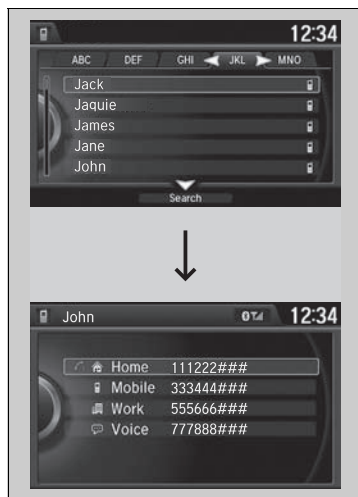 12:34
ABC DEF GHI JKL MNO
Jack
Jaquie
James
Jane
John
Search
John 12:34
Home 111222###
Mobile 333444###
Work 555666###
Voice 777888###